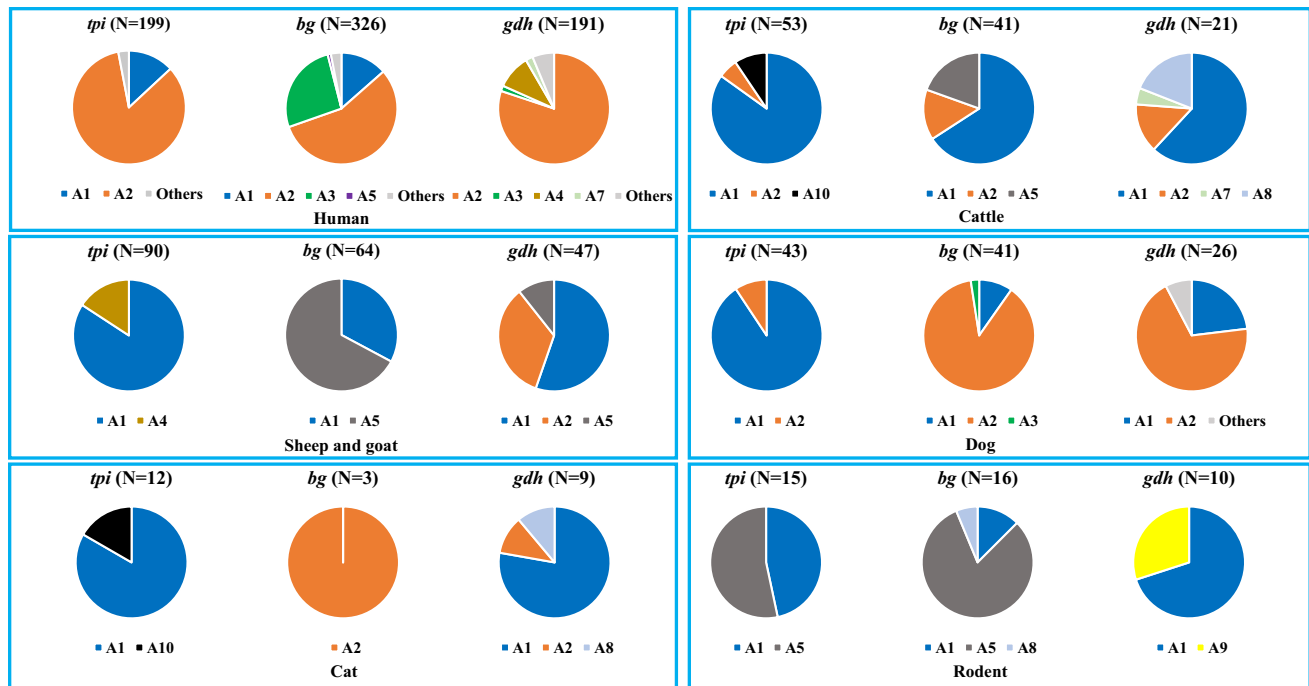 tpi (N=199) bg (N=326) gdh (N=191)
A1 A2 Others A1 A2 A3 A5 Others A2 A3 A4 A7 Others
Human
tpi (N=53) bg (N=41) gdh (N=21)
A1 A2 A10 A1 A2 A5 A1 A2 A7 A8
Cattle
tpi (N=90) bg (N=64) gdh (N=47)
A1 A4 A1 A5 A1 A2 A5
Sheep and goat
tpi (N=43) bg (N=41) gdh (N=26)
A1 A2 A1 A2 A3 A1 A2 Others
Dog
tpi (N=12) bg (N=3) gdh (N=9)
A1 A10 A2 A1 A2 A8
Cat
tpi (N=15) bg (N=16) gdh (N=10)
A1 A5 A1 A5 A8 A1 A9
Rodent